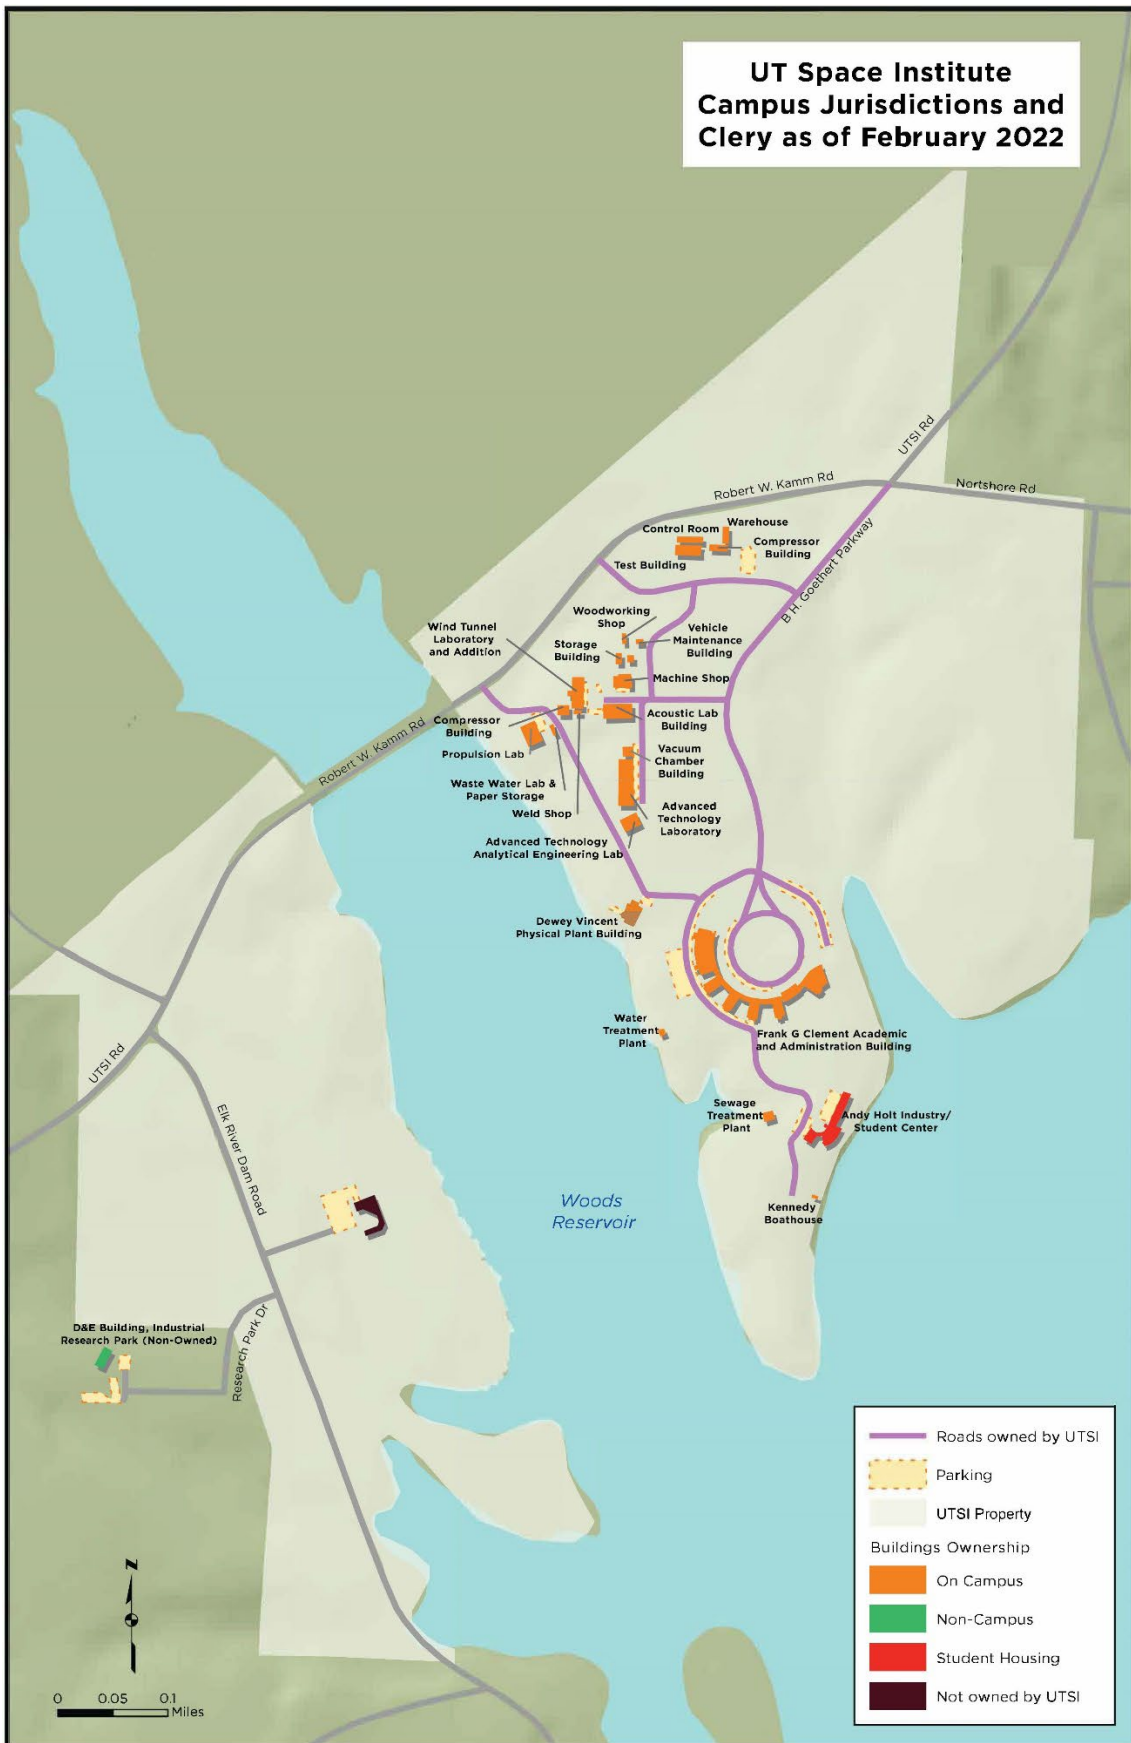 UT Space Institute
Campus Jurisdictions and
Clery as of February 2022
UTSI Rd
Robert W. Kamm Rd
Nortshore Rd
Control Room
Warehouse
Compressor
Building
Test Building
B H. Goethert Parkway
Woodworking
Shop
Wind Tunnel
Laboratory
and Addition
Vehicle
Maintenance
Building
Storage
Building
Machine Shop
Compressor
Building
Acoustic Lab
Building
Robert W. Kamm Rd
Propulsion Lab
Vacuum
Chamber
Building
Waste Water Lab &
Paper Storage
Weld Shop
Advanced
Technology
Laboratory
Advanced Technology
Analytical Engineering Lab
Dewey Vincent
Physical Plant Building
Water
Treatment
Plant
Frank G Clement Academic
and Administration Building
UTSI Rd
Elk River Dam Road
Sewage
Treatment
Plant
Andy Holt Industry/
Student Center
Woods
Reservoir
Kennedy
Boathouse
D&E Building, Industrial
Research Park (Non-Owned)
Research Park Dr
Roads owned by UTSI
Parking
UTSI Property
Buildings Ownership
On Campus
Non-Campus
Student Housing
Not owned by UTSI
N
0 0.05 0.1
Miles